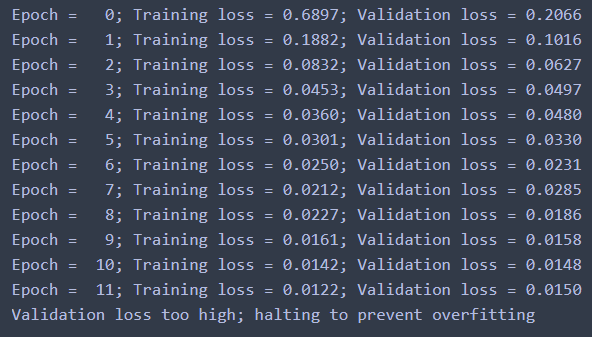 Epoch =   0; Training loss = 0.6897; Validation loss = 0.2066
Epoch =   1; Training loss = 0.1882; Validation loss = 0.1016
Epoch =   2; Training loss = 0.0832; Validation loss = 0.0627
Epoch =   3; Training loss = 0.0453; Validation loss = 0.0497
Epoch =   4; Training loss = 0.0360; Validation loss = 0.0480
Epoch =   5; Training loss = 0.0301; Validation loss = 0.0330
Epoch =   6; Training loss = 0.0250; Validation loss = 0.0231
Epoch =   7; Training loss = 0.0212; Validation loss = 0.0285
Epoch =   8; Training loss = 0.0227; Validation loss = 0.0186
Epoch =   9; Training loss = 0.0161; Validation loss = 0.0158
Epoch =  10; Training loss = 0.0142; Validation loss = 0.0148
Epoch =  11; Training loss = 0.0122; Validation loss = 0.0150
Validation loss too high; halting to prevent overfitting